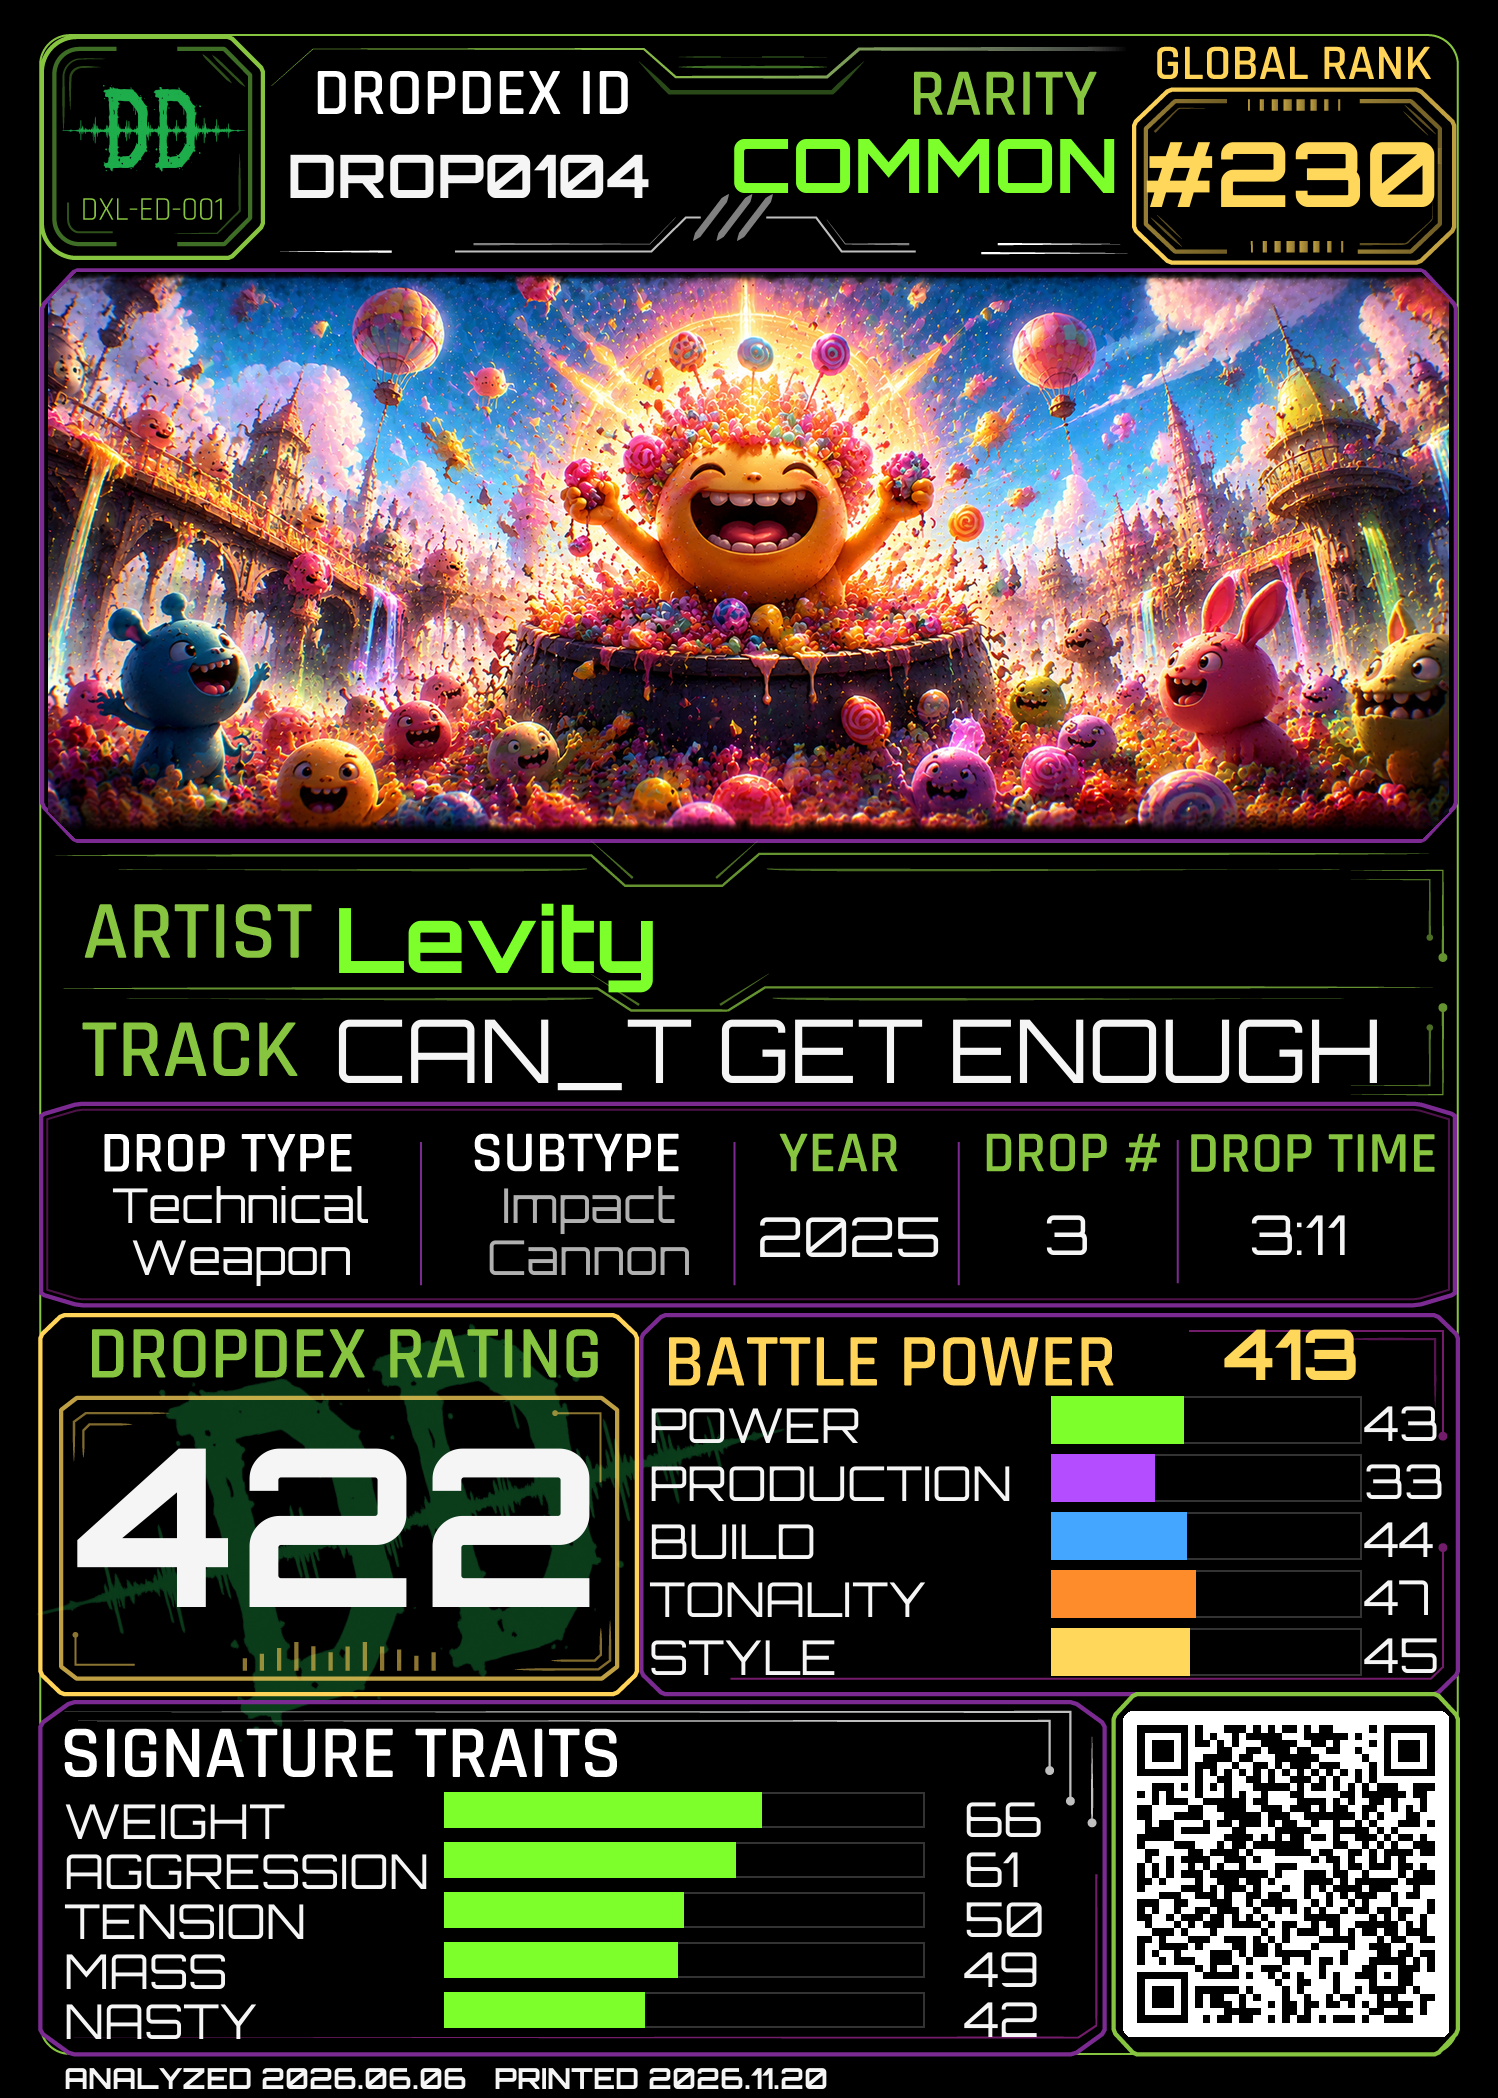 DD
DXL-ED-001
DROPDEX ID
DROP0104
RARITY
COMMON
GLOBAL RANK
#230
ARTIST Levity
TRACK CAN_T GET ENOUGH
DROP TYPE
Technical
Weapon
SUBTYPE
Impact
Cannon
YEAR
2025
DROP #
3
DROP TIME
3:11
DROPDEX RATING
422
BATTLE POWER 413
POWER 43
PRODUCTION 33
BUILD 44
TONALITY 47
STYLE 45
SIGNATURE TRAITS
WEIGHT 66
AGGRESSION 61
TENSION 50
MASS 49
NASTY 42
ANALYZED 2026.06.06 PRINTED 2026.11.20